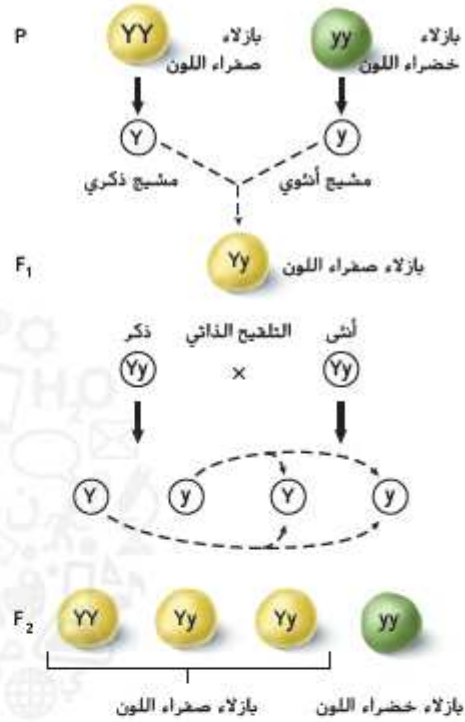 P
YY
بازلاء
صفراء اللون
yy
بازلاء
خضراء اللون
Y
y
مشيج ذكري
مشيج أنثوي
F₁
Yy
بازلاء صفراء اللون
ذكر
التلقيح الذاتي
أنثى
Yy
×
Yy
Y
y
Y
y
F₂
YY
Yy
Yy
yy
بازلاء صفراء اللون
بازلاء خضراء اللون
H₂O